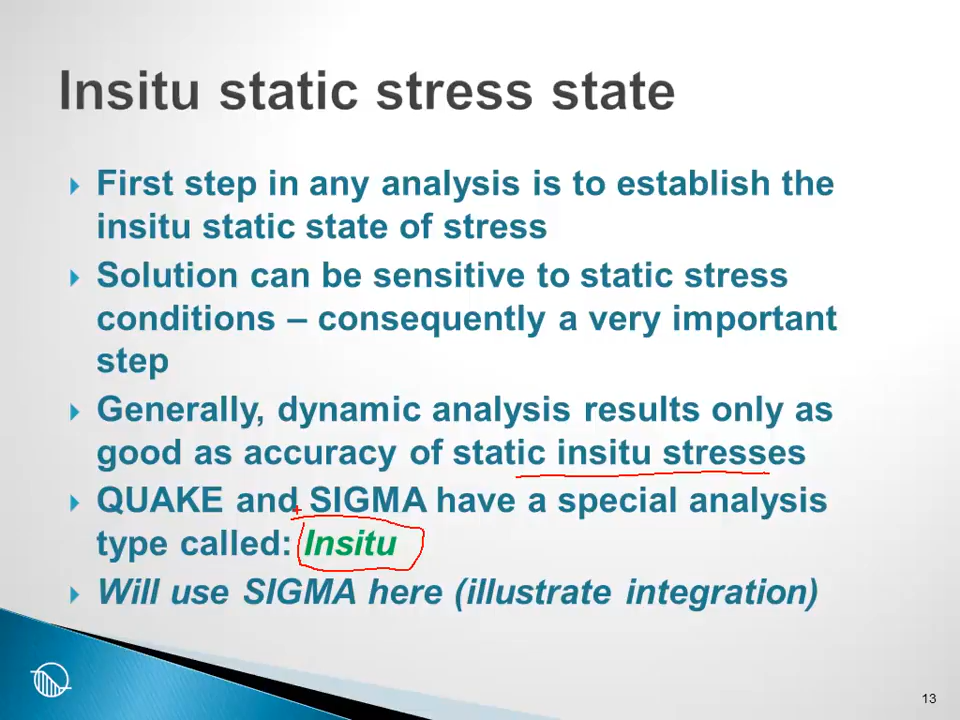 Insitu static stress state
First step in any analysis is to establish the
insitu static state of stress
Solution can be sensitive to static stress
conditions – consequently a very important
step
Generally, dynamic analysis results only as
good as accuracy of static insitu stresses
QUAKE and SIGMA have a special analysis
type called: Insitu
Will use SIGMA here (illustrate integration)
13